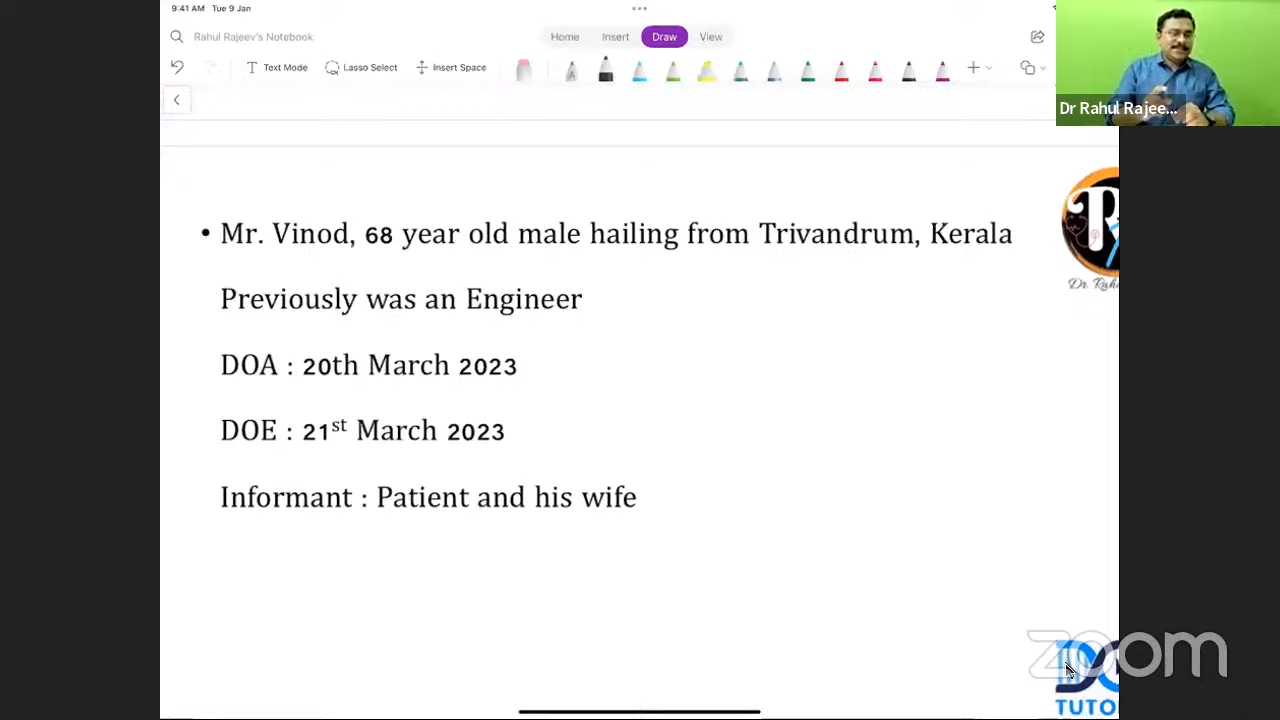 9:41 AM Tue 9 Jan
Rahul Rajeev's Notebook
Home Insert Draw View
Text Mode Lasso Select Insert Space
Dr Rahul Rajee...
• Mr. Vinod, 68 year old male hailing from Trivandrum, Kerala
Previously was an Engineer
DOA : 20th March 2023
DOE : 21st March 2023
Informant : Patient and his wife
Dr. Rah
zoom
TUTO